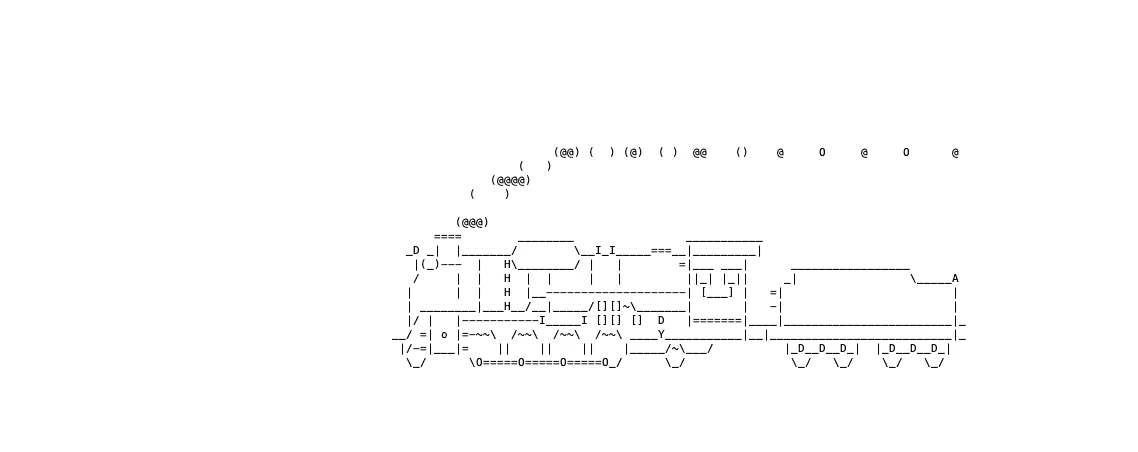 (@@) (  ) (@)  ( )  @@    ()    @     O     @     O      @
                  (   )
              (@@@@)
           (    )

         (@@@)
      ====        ________                ___________
  _D _|  |_______/        \__I_I_____===__|_________|
   |(_)---  |   H\________/ |   |        =|___ ___|      _________________
   /     |  |   H  |  |     |   |         ||_| |_||     _|                \_____A
  |      |  |   H  |__--------------------| [___] |   =|                        |
  | ________|___H__/__|_____/[][]~\_______|       |   -|                        |
  |/ |   |-----------I_____I [][] []  D   |=======|____|________________________|_
__/ =| o |=-~~\  /~~\  /~~\  /~~\ ____Y___________|__|__________________________|_
 |/-=|___|=    ||    ||    ||    |_____/~\___/          |_D__D__D_|  |_D__D__D_|
  \_/      \O=====O=====O=====O_/      \_/               \_/   \_/    \_/   \_/